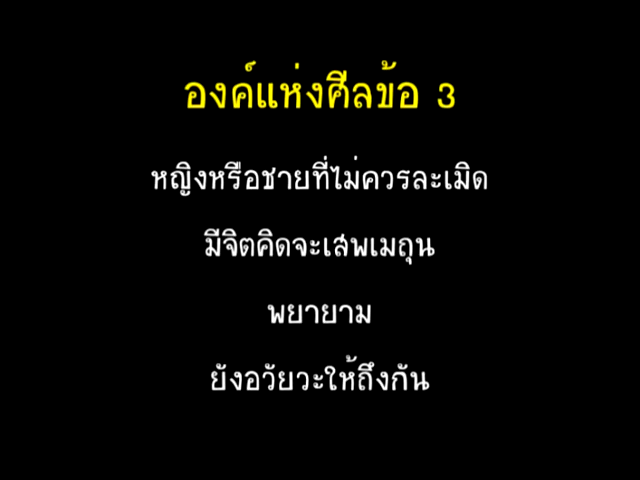 องค์แห่งศีลข้อ 3
หญิงหรือชายที่ไม่ควรละเมิด
มีจิตคิดจะเสพเมถุน
พยายาม
ยังอวัยวะให้ถึงกัน